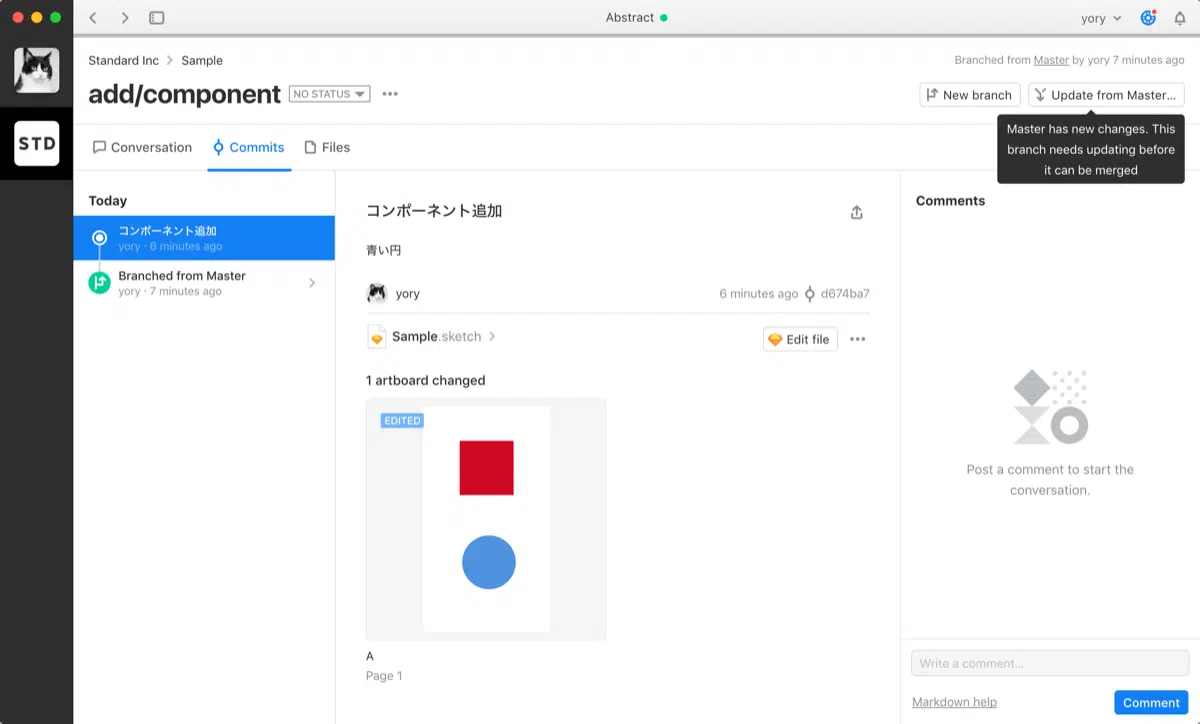 Abstract
yory
STD
Standard Inc > Sample
Branched from Master by yory 7 minutes ago
add/component
NO STATUS
New branch
Update from Master...
Master has new changes. This
branch needs updating before
it can be merged
Conversation
Commits
Files
Today
コンポーネント追加
yory · 6 minutes ago
Branched from Master
yory · 7 minutes ago
コンポーネント追加
青い円
yory
6 minutes ago
d674ba7
Sample.sketch
Edit file
1 artboard changed
EDITED
A
Page 1
Comments
Post a comment to start the
conversation.
Write a comment...
Markdown help
Comment